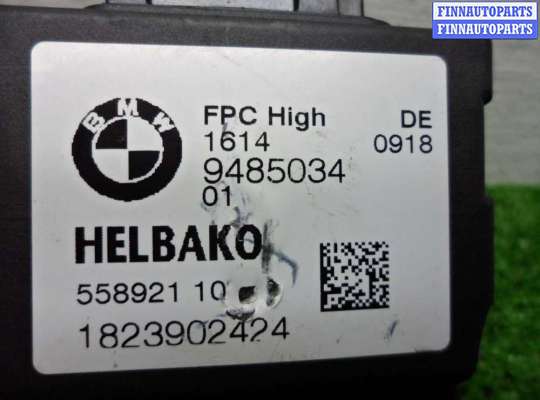 FINNAUTOPARTS
FINNAUTOPARTS
BMW
FPC High DE
1614 0918
9485034
01
HELBAKO
558921 10
1823902424